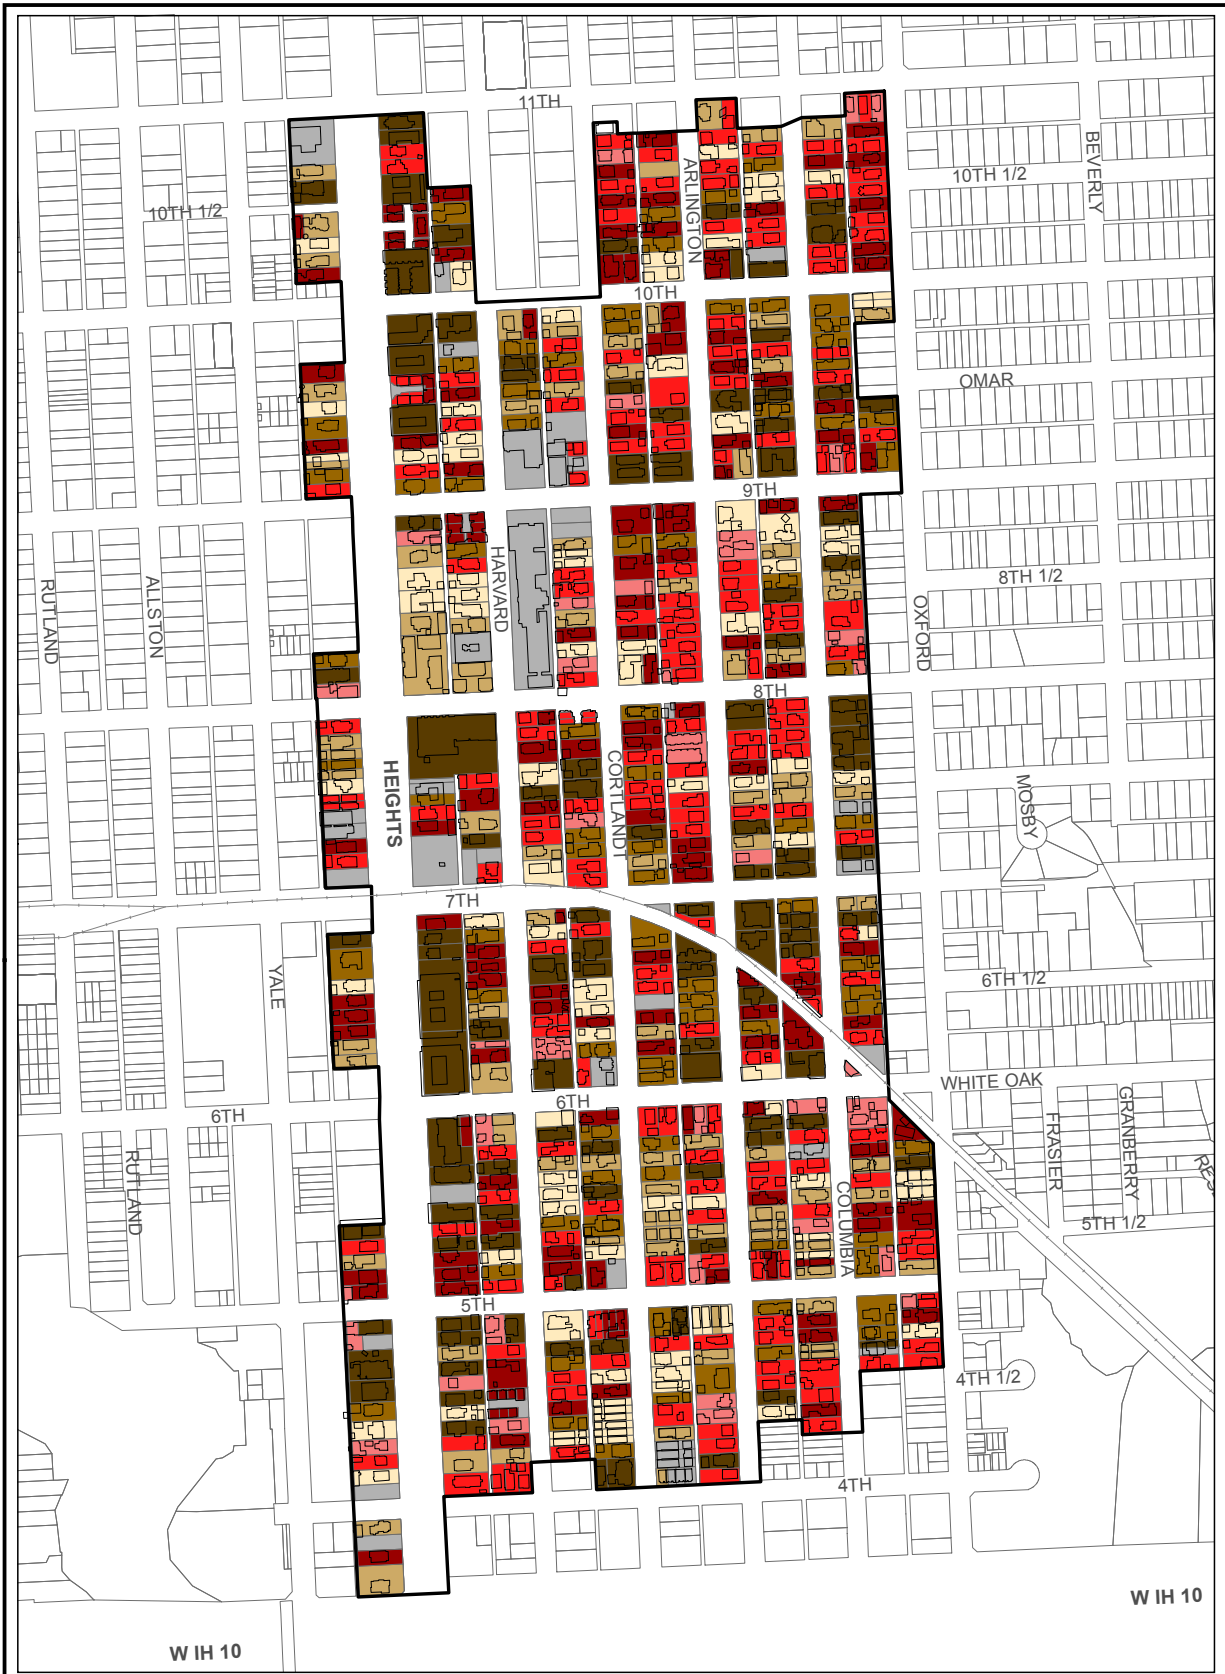 11TH
BEVERLY
ARLINGTON
10TH 1/2
10TH 1/2
10TH
OMAR
9TH
HARVARD
8TH 1/2
RUTLAND
ALLSTON
OXFORD
8TH
CORTLANDT
HEIGHTS
MOSBY
7TH
YALE
6TH 1/2
WHITE OAK
6TH
6TH
GRANBERRY
FRASIER
RUTLAND
COLUMBIA
5TH 1/2
5TH
4TH 1/2
4TH
W IH 10
W IH 10